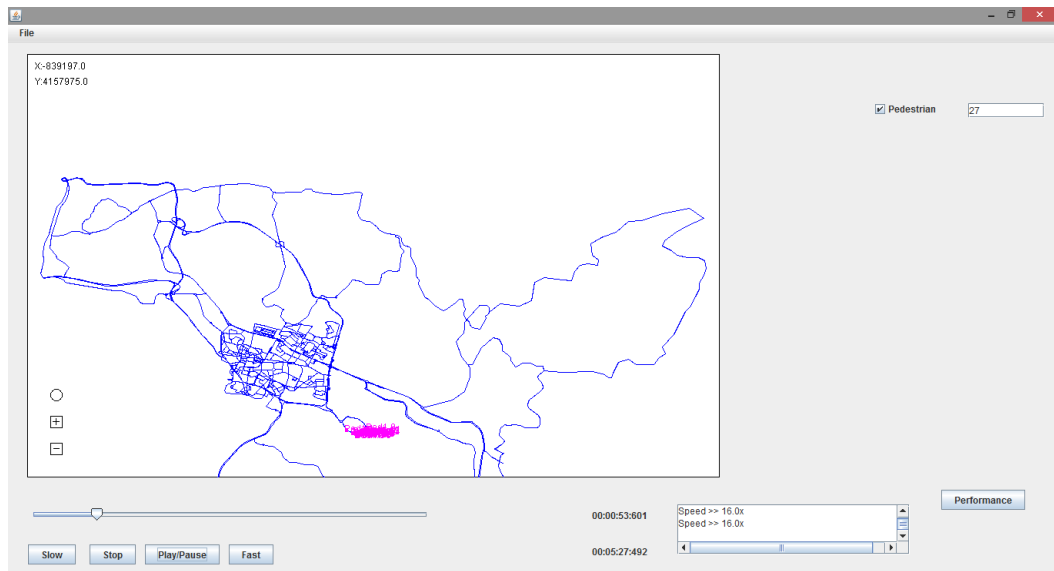 File
X:-839197.0
Y:4157975.0
Pedestrian
27
Performance
00:00:53:601
Speed >> 16.0x
Speed >> 16.0x
00:05:27:492
Slow
Stop
Play/Pause
Fast